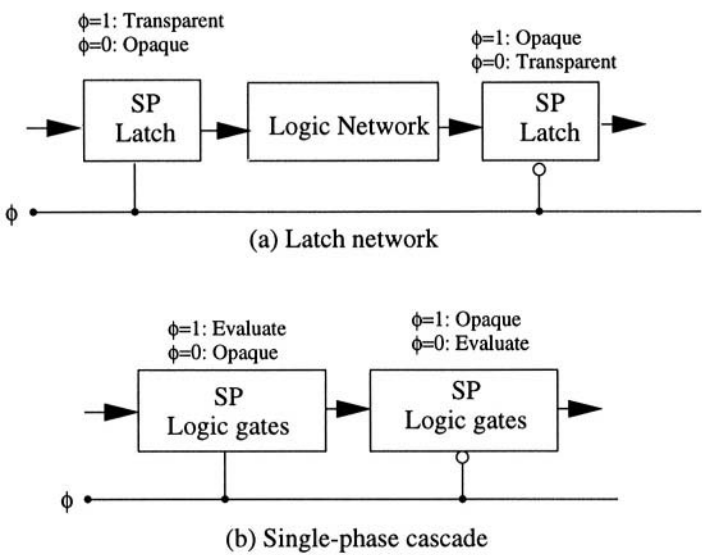 ϕ=1: Transparent
ϕ=0: Opaque
ϕ=1: Opaque
ϕ=0: Transparent
SP
Latch
Logic Network
SP
Latch
ϕ
(a) Latch network
ϕ=1: Evaluate
ϕ=0: Opaque
ϕ=1: Opaque
ϕ=0: Evaluate
SP
Logic gates
SP
Logic gates
ϕ
(b) Single-phase cascade